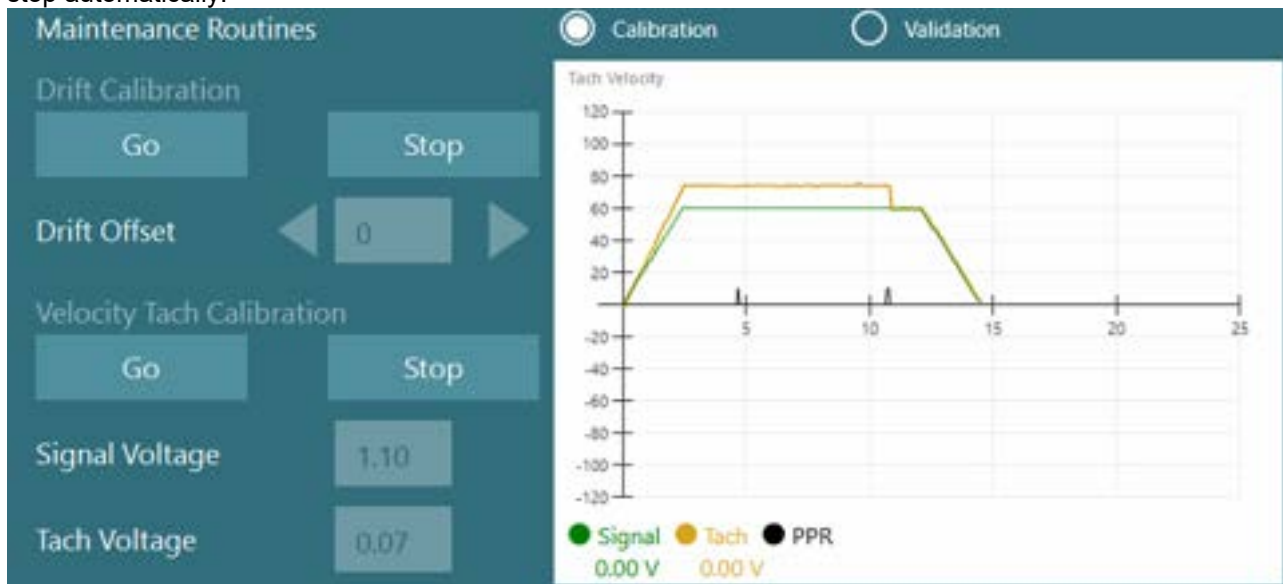 stop automatically.
Maintenance Routines
Calibration
Validation
Drift Calibration
Go
Stop
Drift Offset
0
Velocity Tach Calibration
Go
Stop
Signal Voltage
1.10
Tach Voltage
0.07
Tach Velocity
120
100
80
60
40
20
-20
-40
-60
-80
-100
-120
5
10
15
20
25
Signal
Tach
PPR
0.00 V
0.00 V